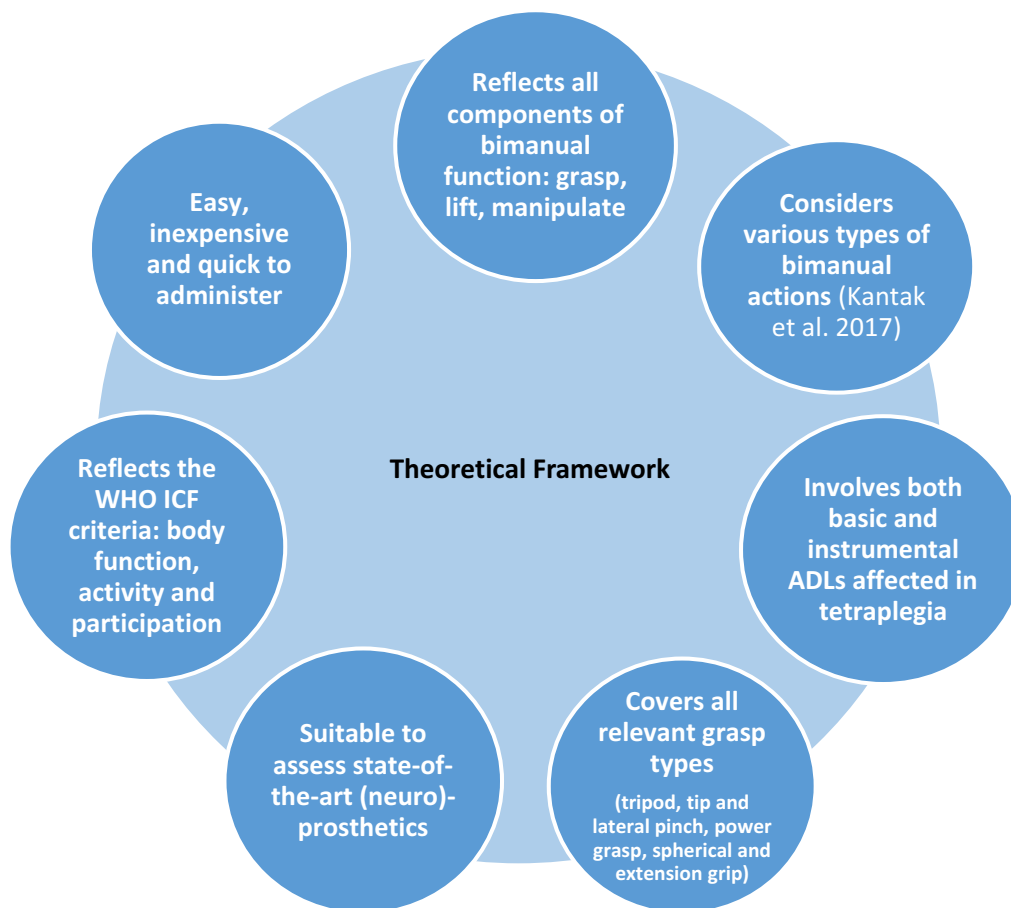 Reflects all
components of
bimanual
function: grasp,
lift, manipulate
Considers
various types of
bimanual
actions (Kantak
et al. 2017)
Involves both
basic and
instrumental
ADLs affected in
tetraplegia
Covers all
relevant grasp
types
(tripod, tip and
lateral pinch, power
grasp, spherical and
extension grip)
Suitable to
assess state-of-
the-art (neuro)-
prosthetics
Reflects the
WHO ICF
criteria: body
function,
activity and
participation
Easy,
inexpensive
and quick to
administer
Theoretical Framework